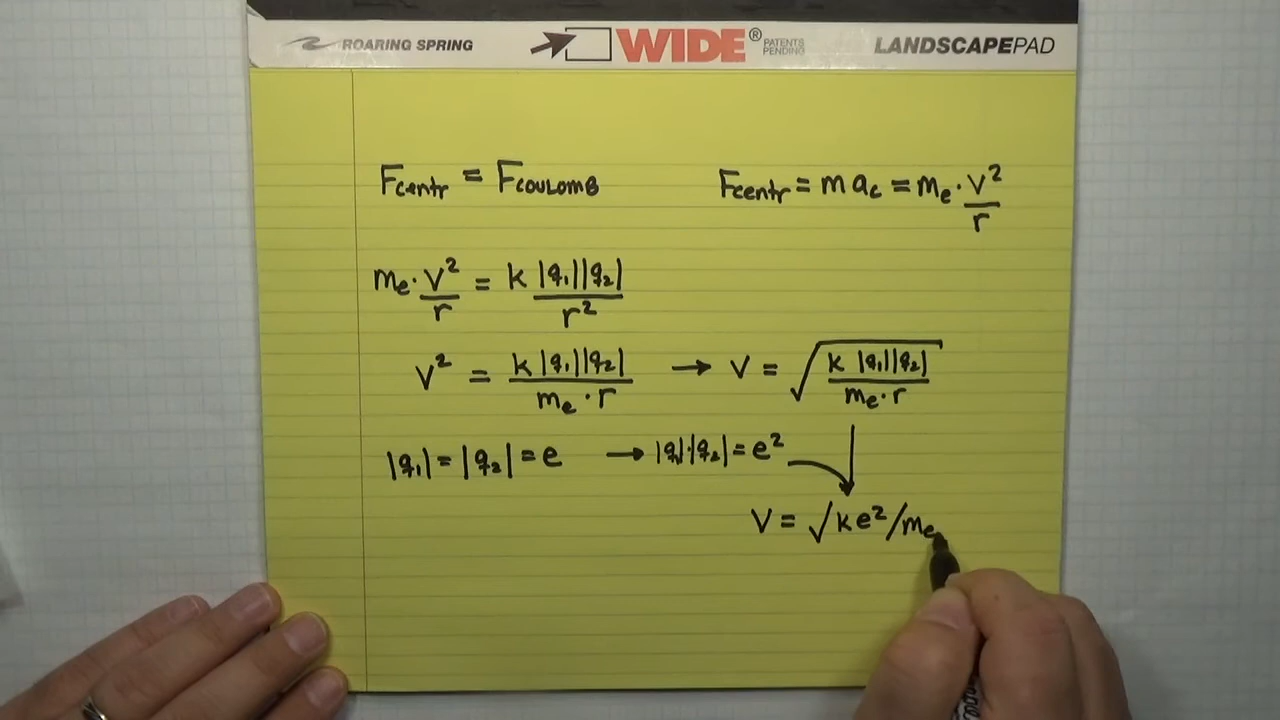 ROARING SPRING WIDE® PATENTS PENDING LANDSCAPEPAD
Fcentr = FCOULOMB
Fcentr = m ac = me · v²/r
me · v²/r = k |q₁||q₂|/r²
v² = k |q₁||q₂|/me · r → v = √(k |q₁||q₂|/me · r)
|q₁| = |q₂| = e → |q₁|·|q₂| = e²
v = √ke²/me